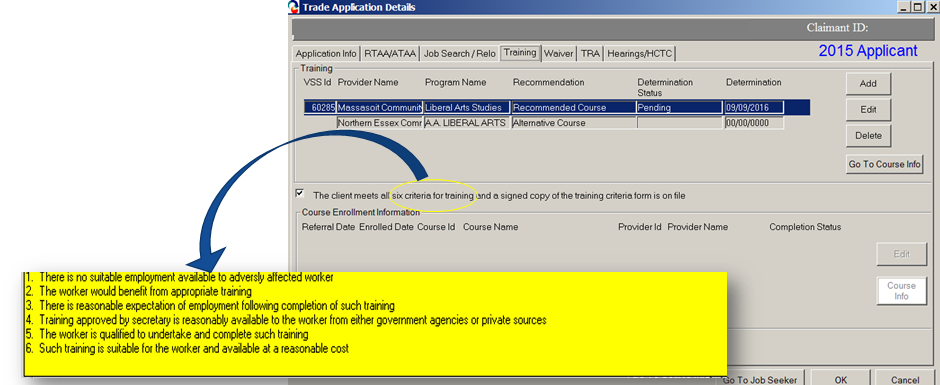 Trade Application Details
Claimant ID:
Application Info RTAA/ATAA Job Search / Relo Training Waiver TRA Hearings/HCTC
2015 Applicant
Training
VSS Id Provider Name Program Name Recommendation Determination Status Determination
60285 Massasoit Communit Liberal Arts Studies Recommended Course Pending 09/09/2016
Northern Essex Comr A.A. LIBERAL ARTS Alternative Course 00/00/0000
Add
Edit
Delete
Go To Course Info
The client meets all six criteria for training and a signed copy of the training criteria form is on file
Course Enrollment Information
Referral Date Enrolled Date Course Id Course Name Provider Id Provider Name Completion Status
Edit
Course
Info
1. There is no suitable employment available to adversly affected worker
2. The worker would benefit from appropriate training
3. There is reasonable expectation of employment following completion of such training
4. Training approved by secretary is reasonably available to the worker from either government agencies or private sources
5. The worker is qualified to undertake and complete such training
6. Such training is suitable for the worker and available at a reasonable cost
Go To Job Seeker OK Cancel